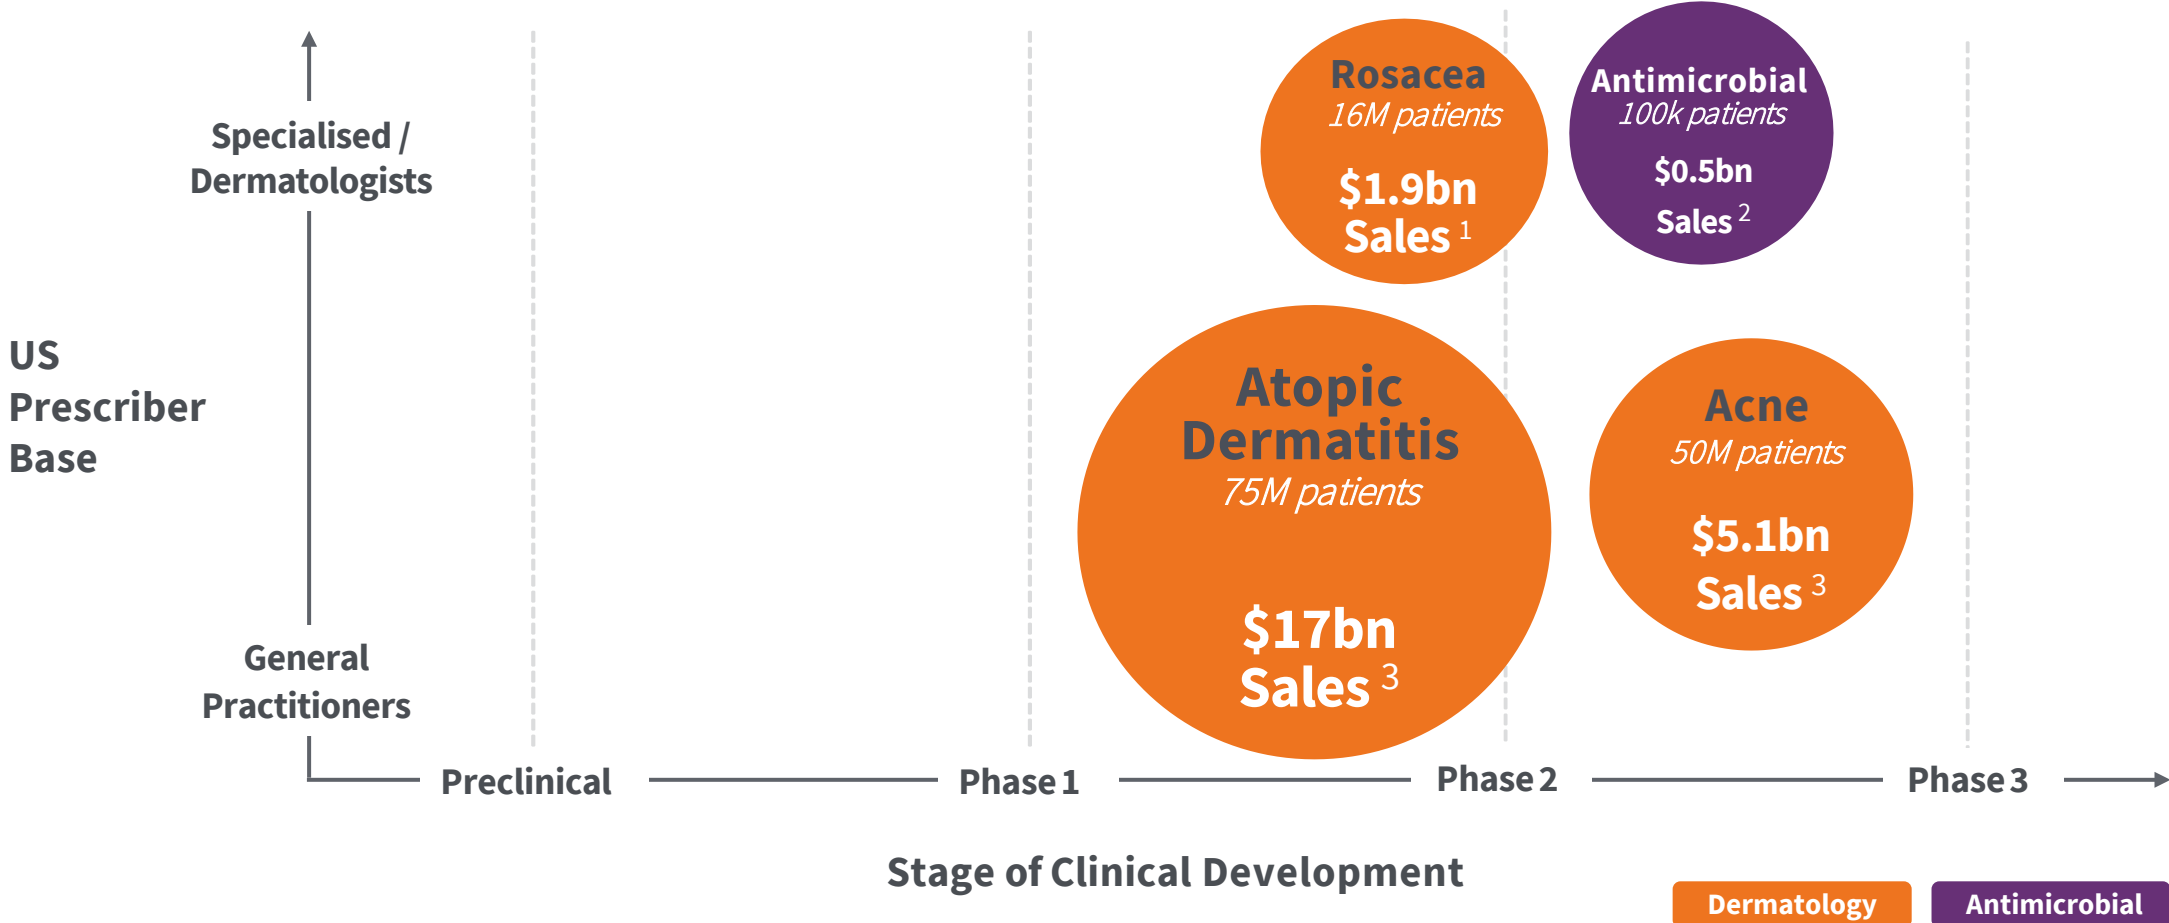 Rosacea
16M patients
$1.9bn
Sales 1
Antimicrobial
100k patients
$0.5bn
Sales 2
Specialised /
Dermatologists
US
Prescriber
Base
Atopic
Dermatitis
75M patients
$17bn
Sales 3
Acne
50M patients
$5.1bn
Sales 3
General
Practitioners
Preclinical
Phase 1
Phase 2
Phase 3
Stage of Clinical Development
Dermatology
Antimicrobial